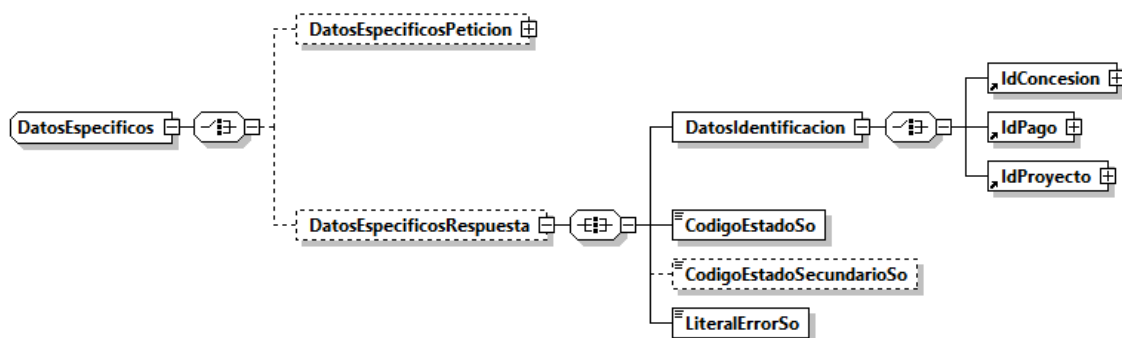 DatosEspecificosPeticion
IdConcesion
DatosEspecificos
DatosIdentificacion
IdPago
IdProyecto
DatosEspecificosRespuesta
CodigoEstadoSo
CodigoEstadoSecundarioSo
LiteralErrorSo